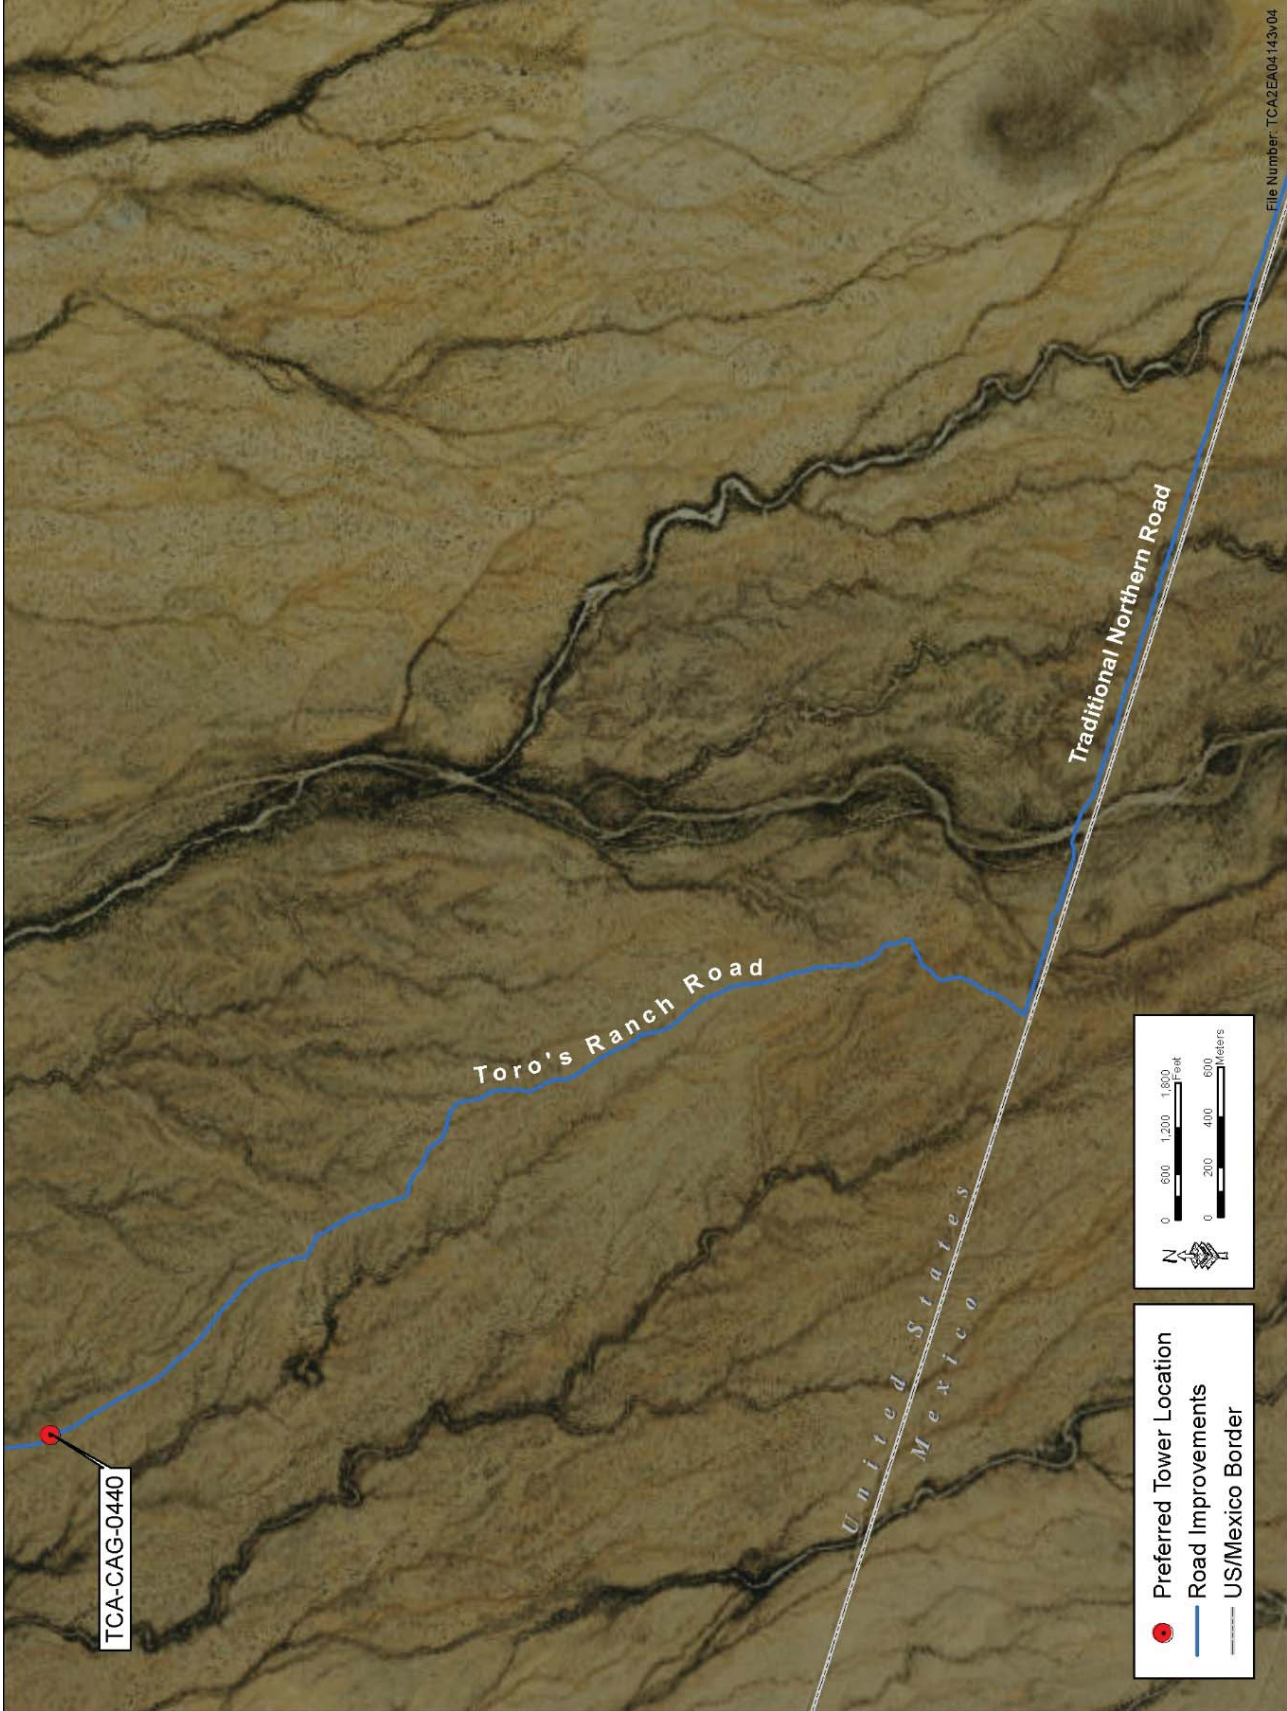 TCA-CAG-0440
Toro's Ranch Road
Traditional Northern Road
United States
Mexico
Preferred Tower Location
Road Improvements
US/Mexico Border
N
0 600 1,200 1,800
Feet
0 200 400 600
Meters
File Number: TCA2EA04143v04